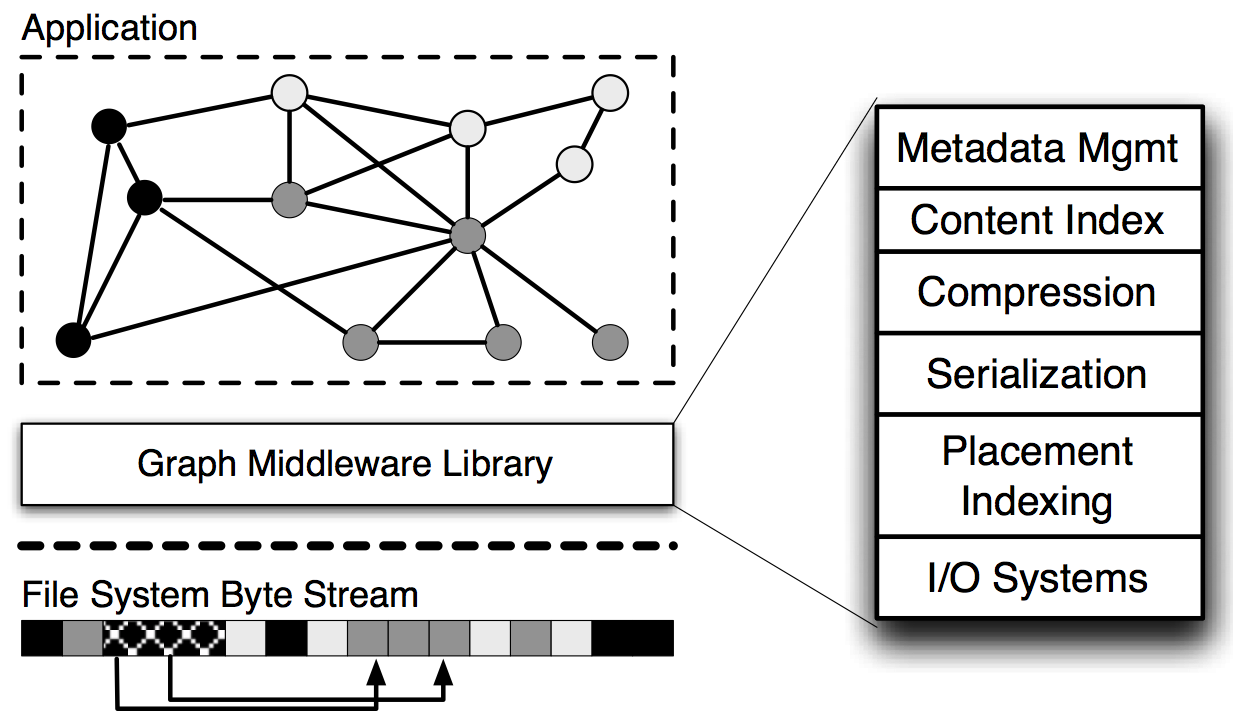 Application
Graph Middleware Library
File System Byte Stream
Metadata Mgmt
Content Index
Compression
Serialization
Placement
Indexing
I/O Systems